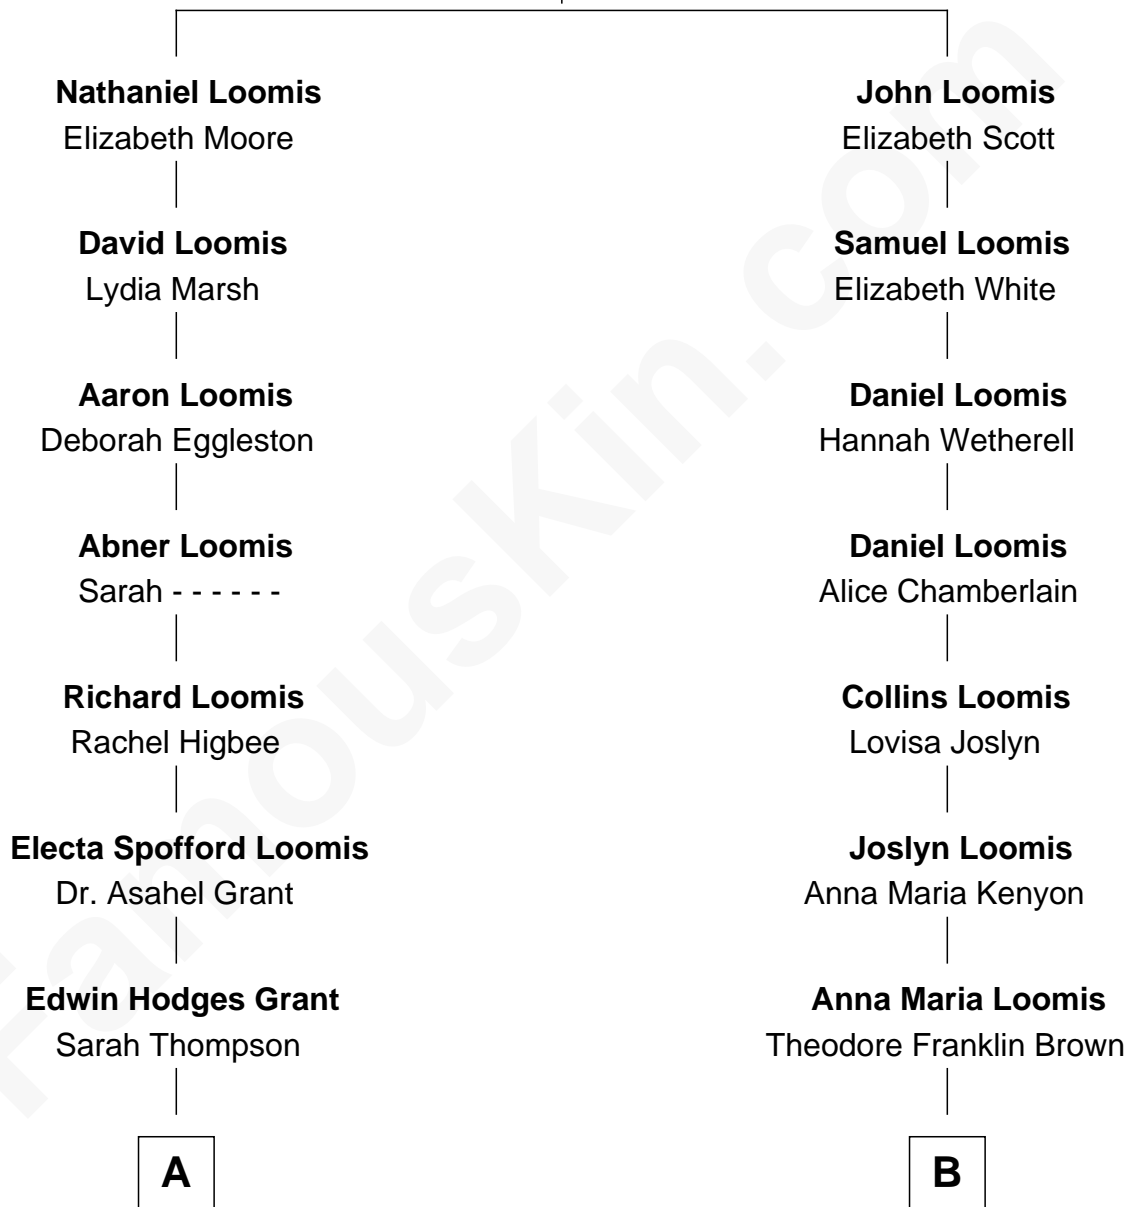 Nathaniel Loomis
Elizabeth Moore
David Loomis
Lydia Marsh
Aaron Loomis
Deborah Eggleston
Abner Loomis
Sarah - - - - - -
Richard Loomis
Rachel Higbee
Electa Spofford Loomis
Dr. Asahel Grant
Edwin Hodges Grant
Sarah Thompson
A
John Loomis
Elizabeth Scott
Samuel Loomis
Elizabeth White
Daniel Loomis
Hannah Wetherell
Daniel Loomis
Alice Chamberlain
Collins Loomis
Lovisa Joslyn
Joslyn Loomis
Anna Maria Kenyon
Anna Maria Loomis
Theodore Franklin Brown
B
FamousKin.com